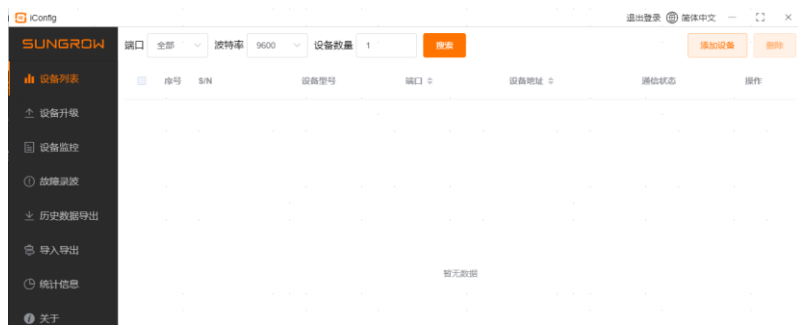 iConfig 退出登录 简体中文
SUNGROW 端口 全部 波特率 9600 设备数量 1 搜索 添加设备 删除
设备列表 序号 S/N 设备型号 端口 设备地址 通信状态 操作
设备升级
设备监控
故障录波
历史数据导出
导入导出
暂无数据
统计信息
关于